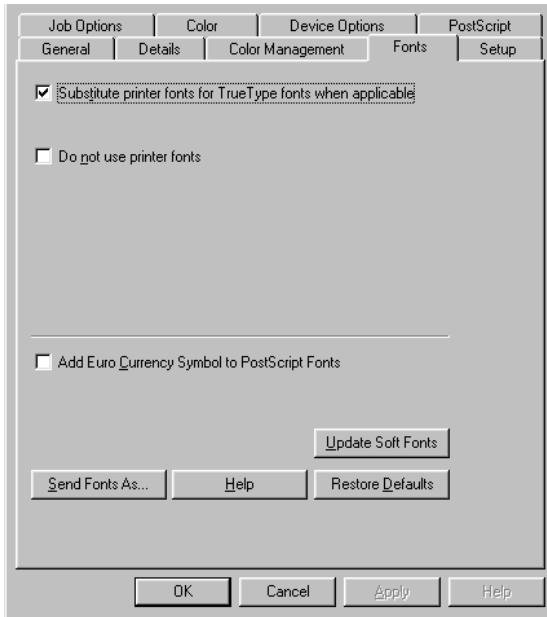 Job Options Color Device Options PostScript
General Details Color Management Fonts Setup
Substitute printer fonts for TrueType fonts when applicable
Do not use printer fonts
Add Euro Currency Symbol to PostScript Fonts
Update Soft Fonts
Send Fonts As... Help Restore Defaults
OK Cancel Apply Help